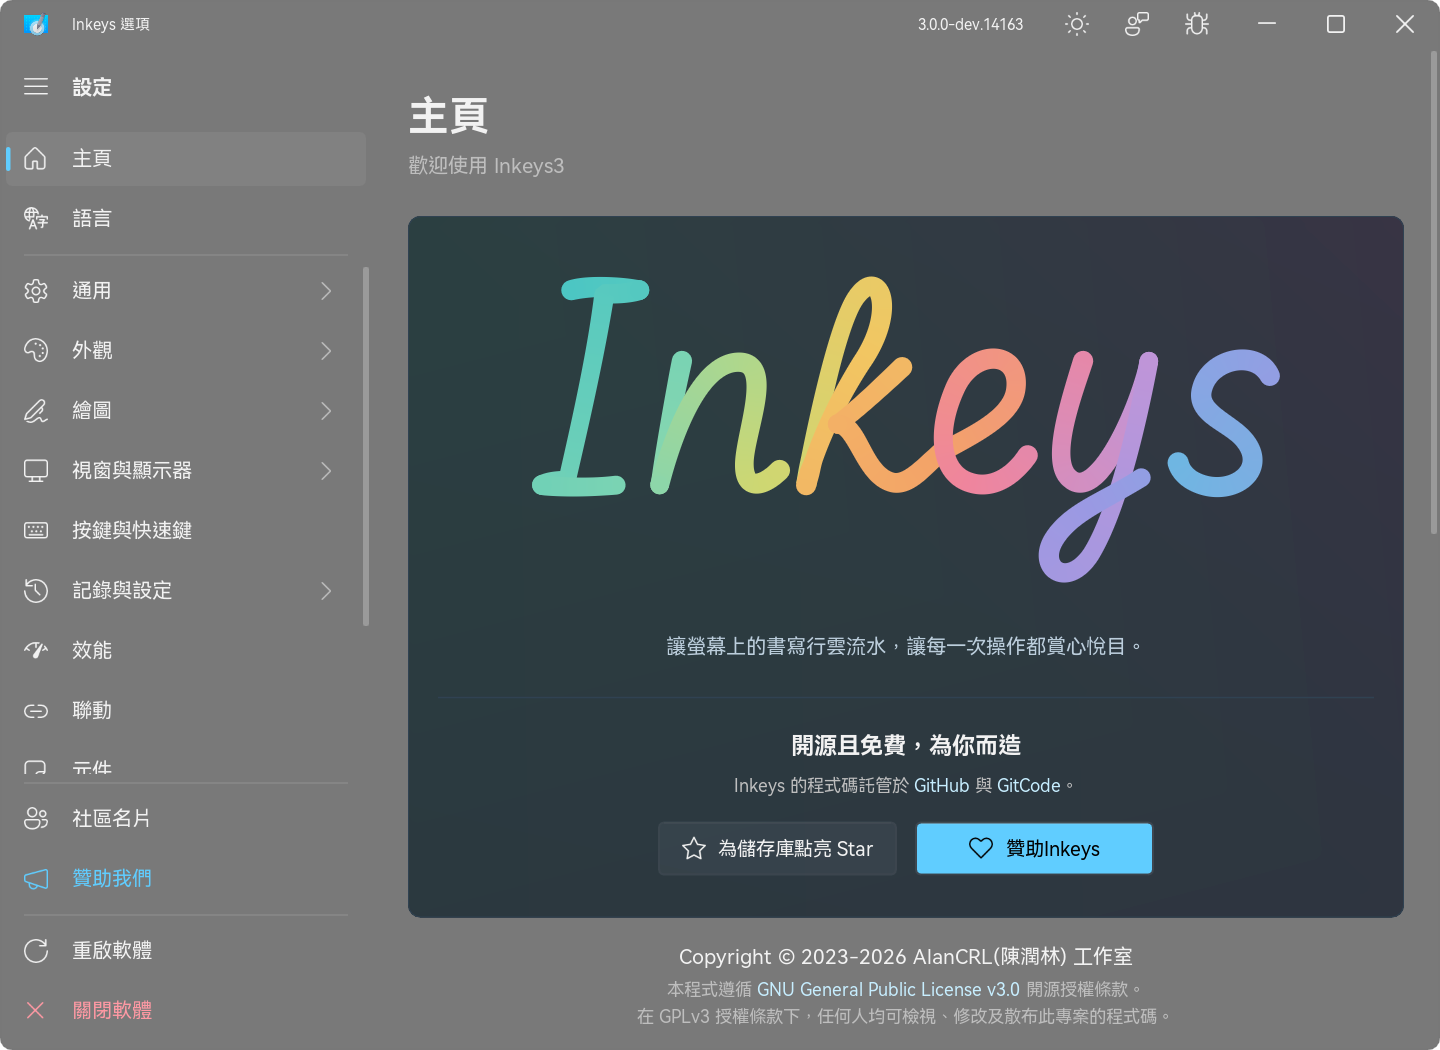 Inkeys 選項
3.0.0-dev.14163
設定
主頁
語言
通用
外觀
繪圖
視窗與顯示器
按鍵與快速鍵
記錄與設定
效能
聯動
元件
社區名片
贊助我們
重啟軟體
關閉軟體
主頁
歡迎使用 Inkeys3
Inkeys
讓螢幕上的書寫行雲流水，讓每一次操作都賞心悅目。
開源且免費，為你而造
Inkeys 的程式碼託管於 GitHub 與 GitCode。
為儲存庫點亮 Star
贊助Inkeys
Copyright © 2023-2026 AlanCRL(陳潤林) 工作室
本程式遵循 GNU General Public License v3.0 開源授權條款。
在 GPLv3 授權條款下，任何人均可檢視、修改及散布此專案的程式碼。